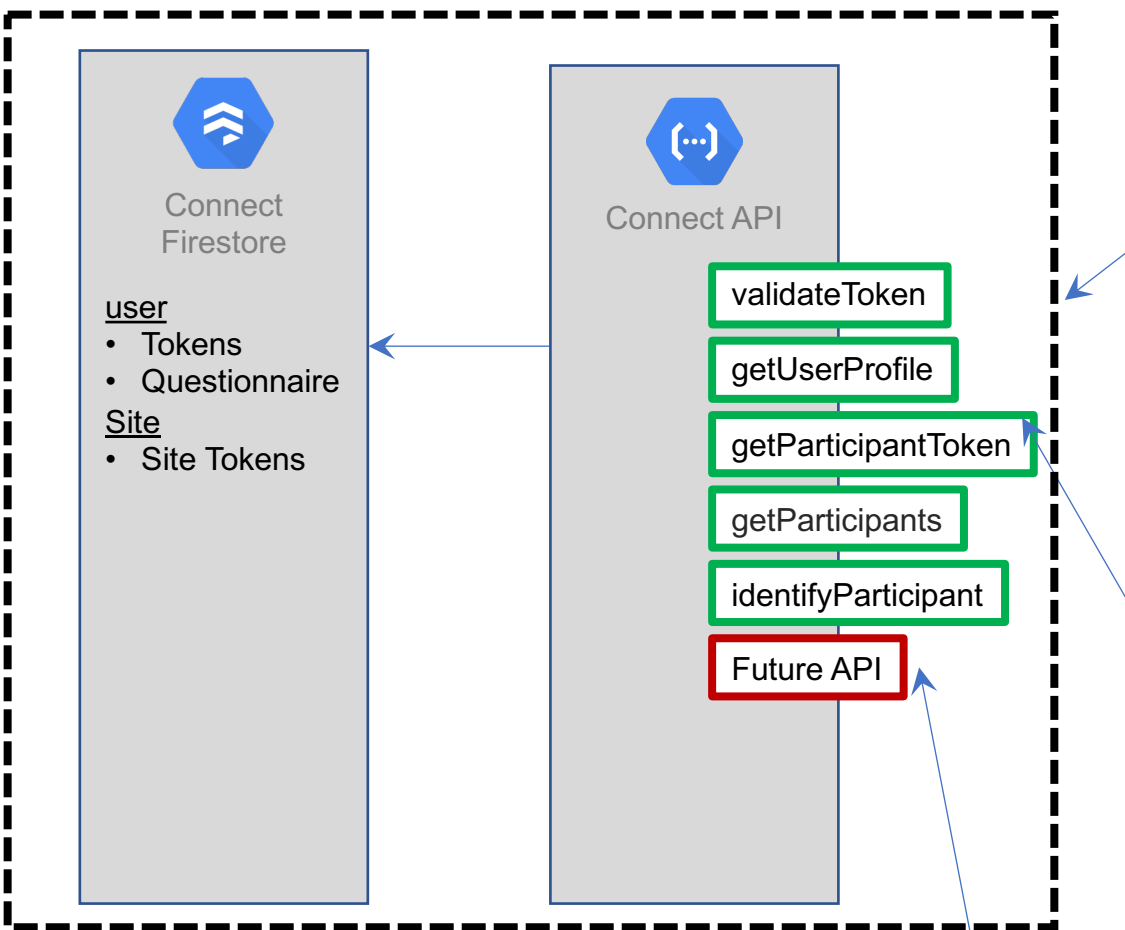 Connect
Firestore
user
• Tokens
• Questionnaire
Site
• Site Tokens
Connect API
validateToken
getUserProfile
getParticipantToken
getParticipants
identifyParticipant
Future API